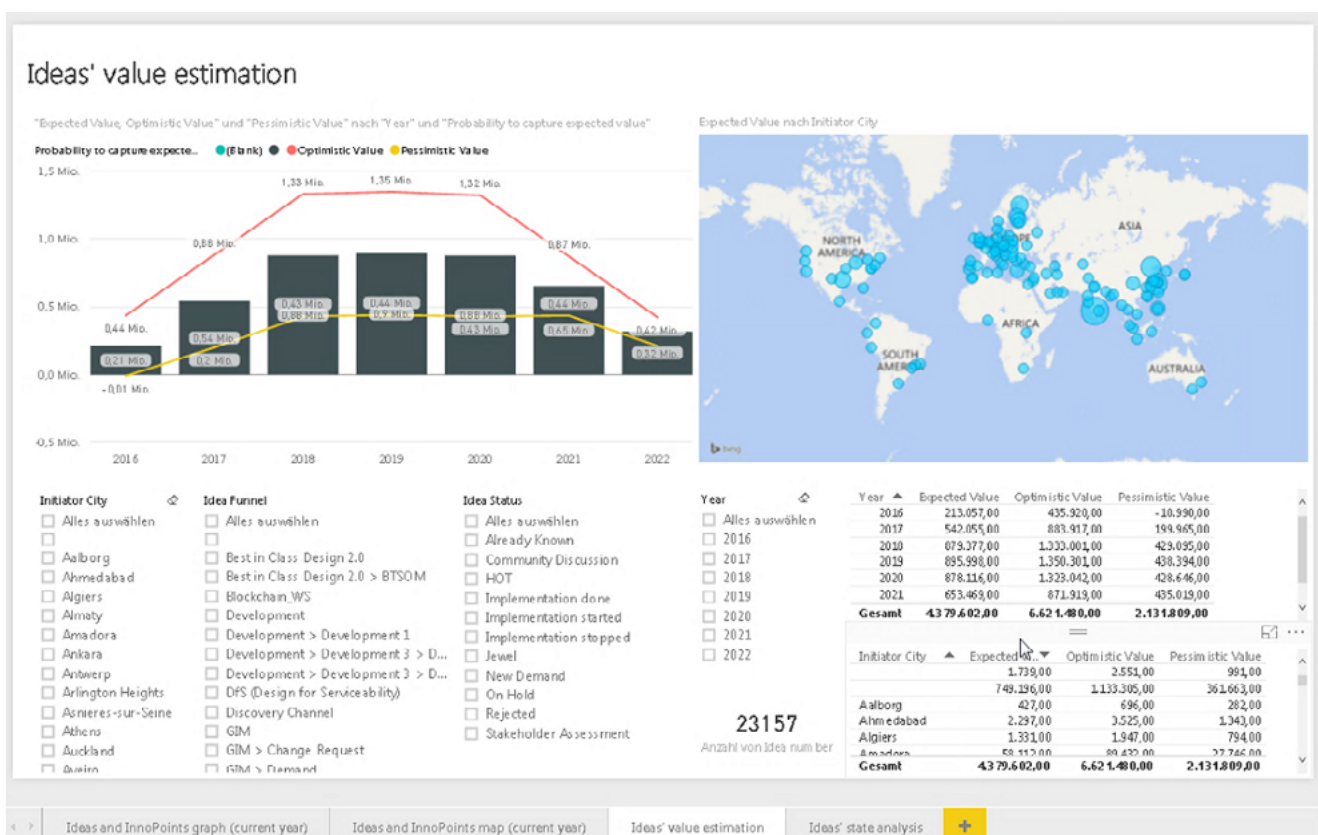 Ideas' value estimation
"Expected Value, Optimistic Value" und "Pessimistic Value" nach "Year" und "Probability to capture expected value"
Probability to capture expecte... (Blank) Optimistic Value Pessimistic Value
1,5 Mio.
1,0 Mio.
0,5 Mio.
0,0 Mio.
-0,5 Mio.
0,44 Mio.
0,88 Mio.
1,33 Mio.
1,35 Mio.
1,32 Mio.
0,87 Mio.
0,42 Mio.
0,21 Mio.
0,54 Mio.
0,2 Mio.
0,43 Mio.
0,88 Mio.
0,44 Mio.
0,9 Mio.
0,88 Mio.
0,43 Mio.
0,44 Mio.
0,65 Mio.
0,32 Mio.
-0,01 Mio.
2016 2017 2018 2019 2020 2021 2022
Expected Value nach Initiator City
NORTH
AMERICA
SOUTH
AFRICA
ASIA
AUSTRALIA
bing
Initiator City
Alles auswählen
Aalborg
Ahmedabad
Algiers
Almaty
Amadora
Ankara
Antwerp
Arlington Heights
Asnieres-sur-Seine
Athens
Auckland
Aveiro
Idea Funnel
Alles auswählen
Best in Class Design 2.0
Best in Class Design 2.0 > BTSOM
Blockchain_WS
Development
Development > Development 1
Development > Development 3 > D...
Development > Development 3 > D...
DfS (Design for Serviceability)
Discovery Channel
GIM
GIM > Change Request
GIM > Demand
Idea Status
Alles auswählen
Already Known
Community Discussion
HOT
Implementation done
Implementation started
Implementation stopped
Jewel
New Demand
On Hold
Rejected
Stakeholder Assessment
Year
Alles auswählen
2016
2017
2018
2019
2020
2021
2022
23157
Anzahl von Idea number
Year Expected Value Optimistic Value Pessimistic Value
2016 213.057,00 435.920,00 -10.990,00
2017 542.055,00 883.917,00 199.965,00
2018 879.377,00 1.333.001,00 429.095,00
2019 895.998,00 1.350.301,00 438.394,00
2020 878.116,00 1.323.042,00 428.646,00
2021 653.469,00 871.919,00 435.019,00
Gesamt 4.379.602,00 6.621.480,00 2.131.809,00
Initiator City Expected Optimistic Value Pessimistic Value
1.739,00 2.551,00 991,00
749.196,00 1.133.305,00 361.663,00
Aalborg 427,00 696,00 282,00
Ahmedabad 2.297,00 3.525,00 1.343,00
Algiers 1.331,00 1.947,00 794,00
Amadora 58.112,00 89.432,00 27.746,00
Gesamt 4.379.602,00 6.621.480,00 2.131.809,00
Ideas and InnoPoints graph (current year) Ideas and InnoPoints map (current year) Ideas' value estimation Ideas' state analysis +